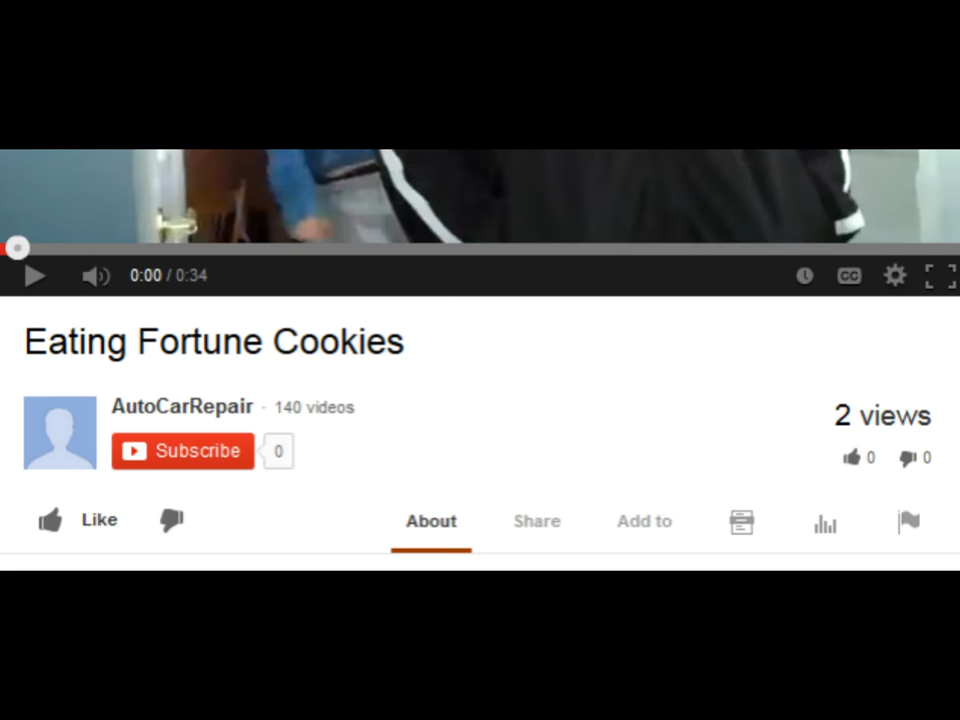 0:00 / 0:34
CC
Eating Fortune Cookies
AutoCarRepair · 140 videos
Subscribe 0
2 views
0 0
Like
About Share Add to